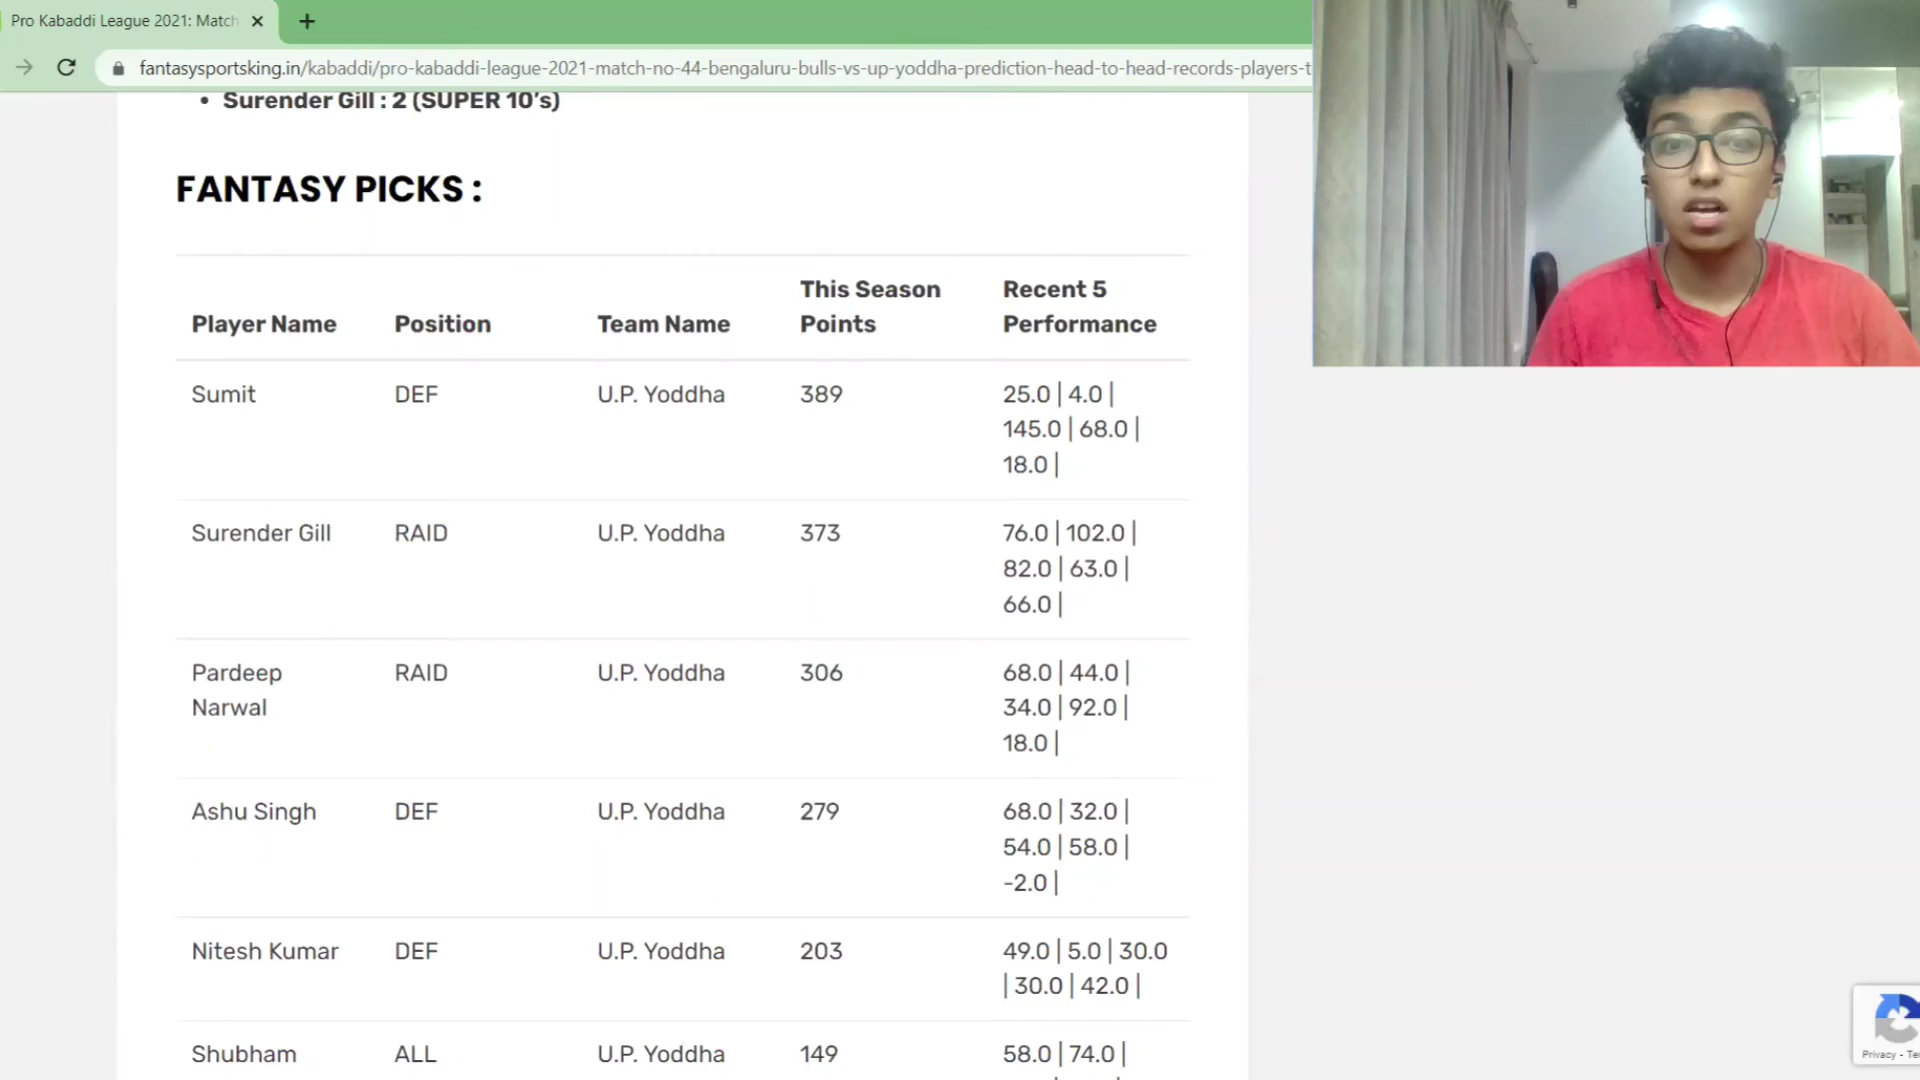 Pro Kabaddi League 2021: Match
fantasysportsking.in/kabaddi/pro-kabaddi-league-2021-match-no-44-bengaluru-bulls-vs-up-yoddha-prediction-head-to-head-records-players-t
• Surender Gill : 2 (SUPER 10’s)
FANTASY PICKS :
Player Name Position Team Name This Season Points Recent 5 Performance
Sumit DEF U.P. Yoddha 389 25.0 | 4.0 |
145.0 | 68.0 |
18.0 |
Surender Gill RAID U.P. Yoddha 373 76.0 | 102.0 |
82.0 | 63.0 |
66.0 |
Pardeep Narwal RAID U.P. Yoddha 306 68.0 | 44.0 |
34.0 | 92.0 |
18.0 |
Ashu Singh DEF U.P. Yoddha 279 68.0 | 32.0 |
54.0 | 58.0 |
-2.0 |
Nitesh Kumar DEF U.P. Yoddha 203 49.0 | 5.0 | 30.0
| 30.0 | 42.0 |
Shubham ALL U.P. Yoddha 149 58.0 | 74.0 |
Privacy - Te